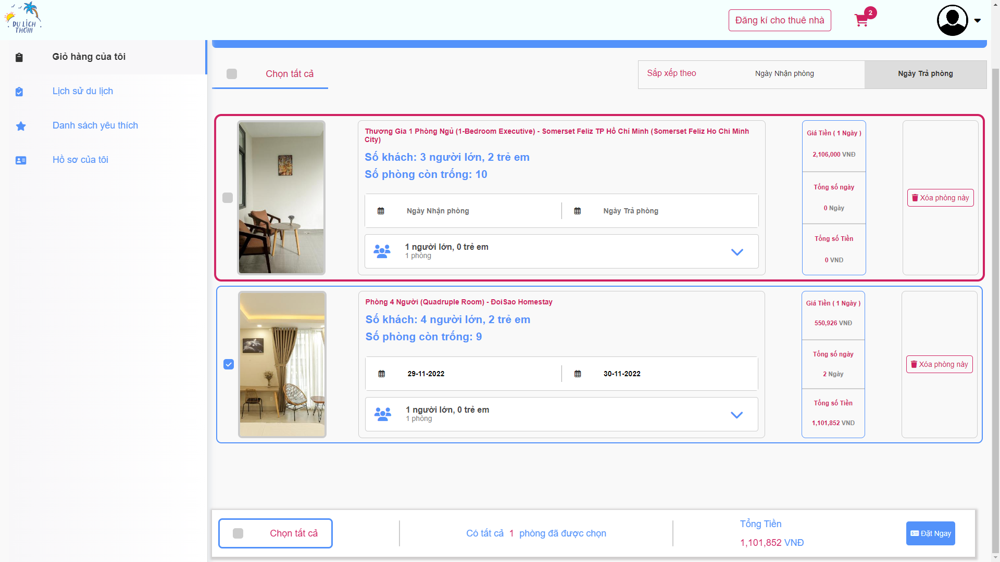 DU LỊCH
THÔIII
Đăng kí cho thuê nhà
2
Giỏ hàng của tôi
Lịch sử du lịch
Danh sách yêu thích
Hồ sơ của tôi
Chọn tất cả
Sắp xếp theo
Ngày Nhận phòng
Ngày Trả phòng
Thương Gia 1 Phòng Ngủ (1-Bedroom Executive) - Somerset Feliz TP Hồ Chí Minh (Somerset Feliz Ho Chi Minh
City)
Số khách: 3 người lớn, 2 trẻ em
Số phòng còn trống: 10
Ngày Nhận phòng
Ngày Trả phòng
1 người lớn, 0 trẻ em
1 phòng
Giá Tiền ( 1 Ngày )
2,106,000 VNĐ
Tổng số ngày
0 Ngày
Tổng số Tiền
0 VND
Xóa phòng này
Phòng 4 Người (Quadruple Room) - ĐoiSao Homestay
Số khách: 4 người lớn, 2 trẻ em
Số phòng còn trống: 9
29-11-2022
30-11-2022
1 người lớn, 0 trẻ em
1 phòng
Giá Tiền ( 1 Ngày )
550,926 VNĐ
Tổng số ngày
2 Ngày
Tổng số Tiền
1,101,852 VND
Xóa phòng này
Chọn tất cả
Có tất cả 1 phòng đã được chọn
Tổng Tiền
1,101,852 VNĐ
Đặt Ngay